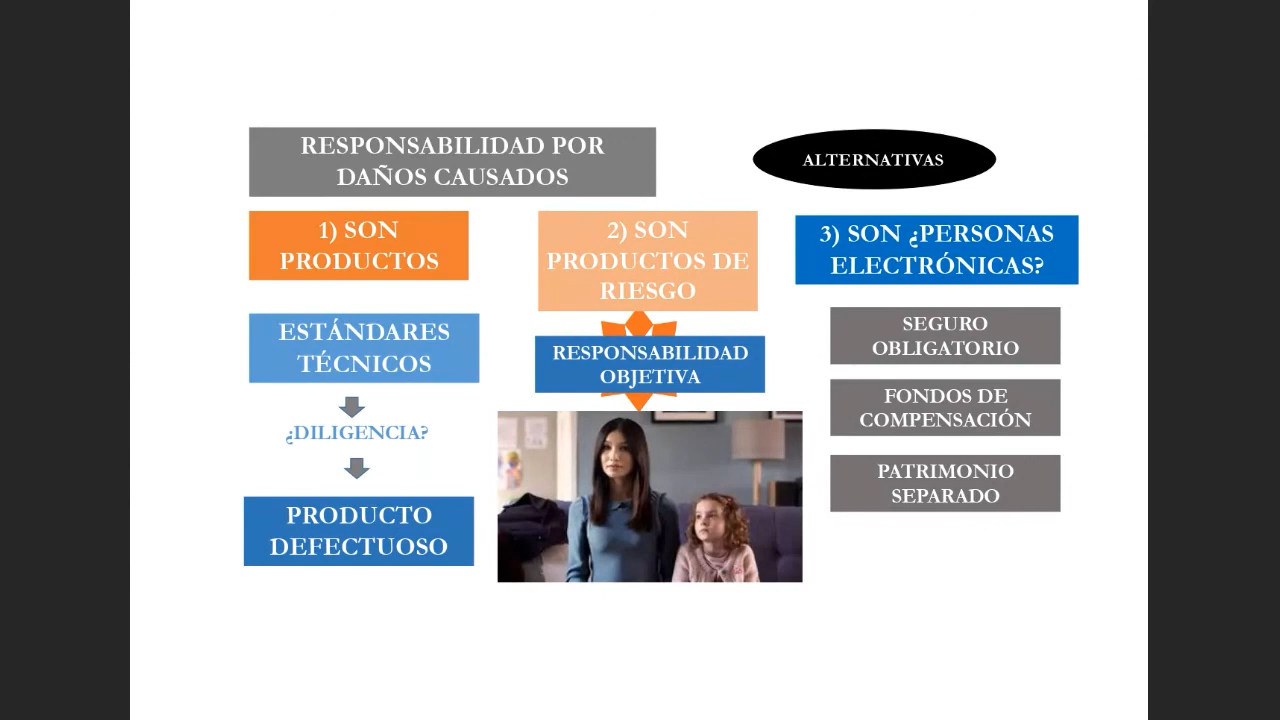 RESPONSABILIDAD POR
DAÑOS CAUSADOS
ALTERNATIVAS
1) SON
PRODUCTOS
ESTÁNDARES
TÉCNICOS
¿DILIGENCIA?
PRODUCTO
DEFECTUOSO
2) SON
PRODUCTOS DE
RIESGO
RESPONSABILIDAD
OBJETIVA
3) SON ¿PERSONAS
ELECTRÓNICAS?
SEGURO
OBLIGATORIO
FONDOS DE
COMPENSACIÓN
PATRIMONIO
SEPARADO